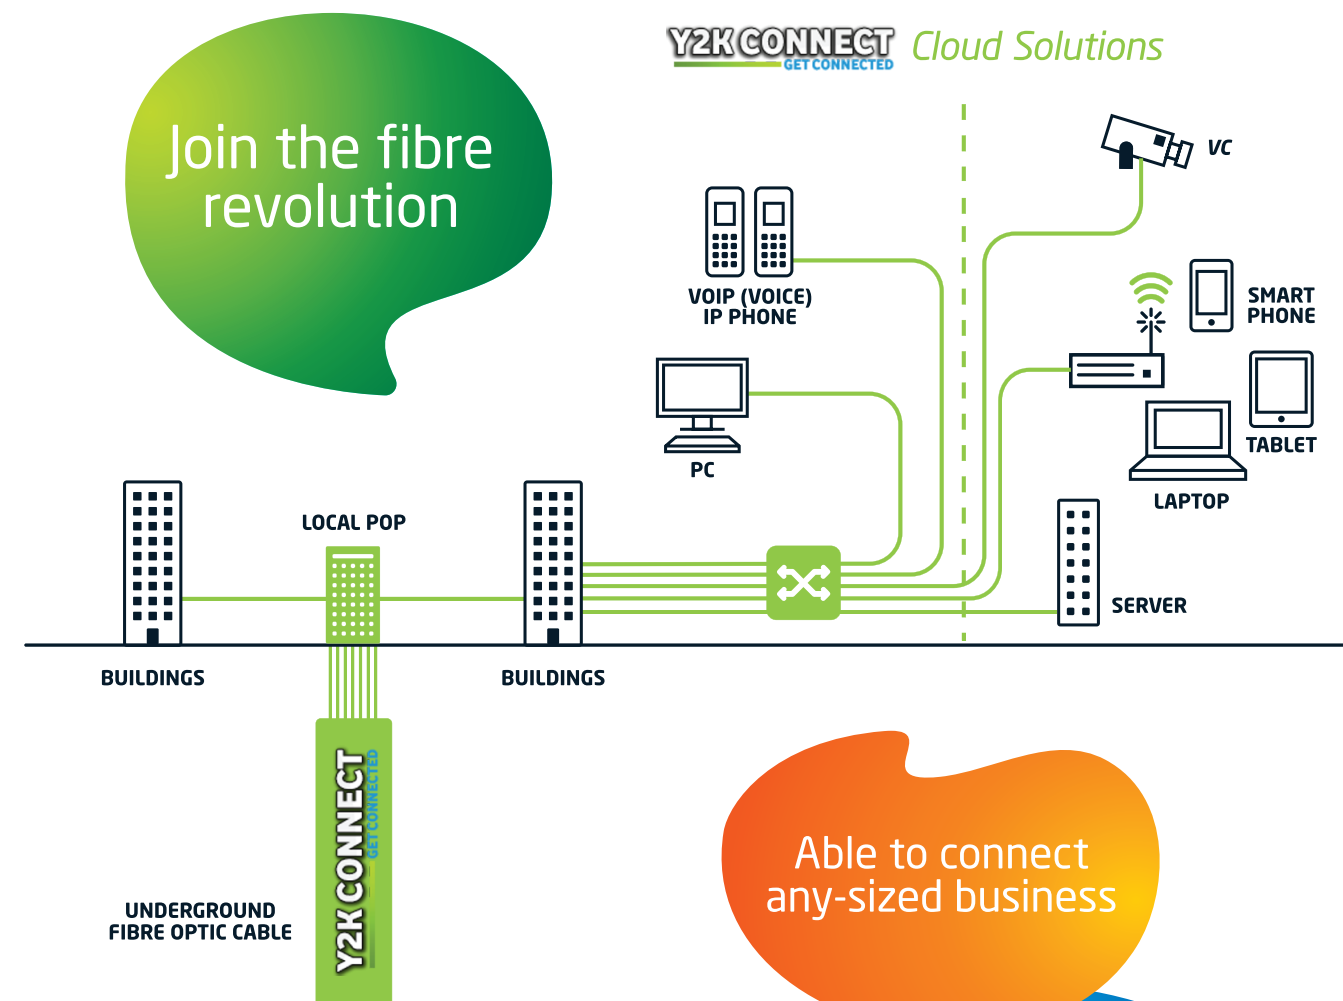 Join the fibre
revolution
Y2K CONNECT
GET CONNECTED
Cloud Solutions
VC
VOIP (VOICE)
IP PHONE
SMART
PHONE
PC
TABLET
LAPTOP
LOCAL POP
SERVER
BUILDINGS
BUILDINGS
Y2K CONNECT
GET CONNECTED
UNDERGROUND
FIBRE OPTIC CABLE
Able to connect
any-sized business